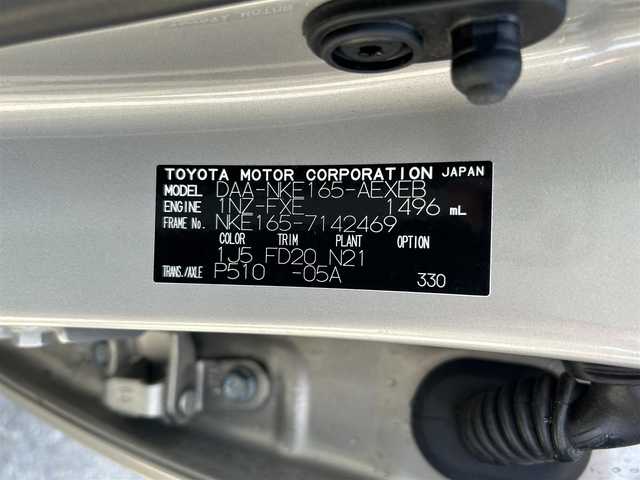 TOYOTA MOTOR CORPORATION JAPAN
MODEL DAA-NKE165-AEXEB
ENGINE 1NZ-FXE 1496 mL
FRAME No. NKE165-7142469
COLOR TRIM PLANT OPTION
1J5 FD20 N21
TRANS./AXLE P510 -05A 330